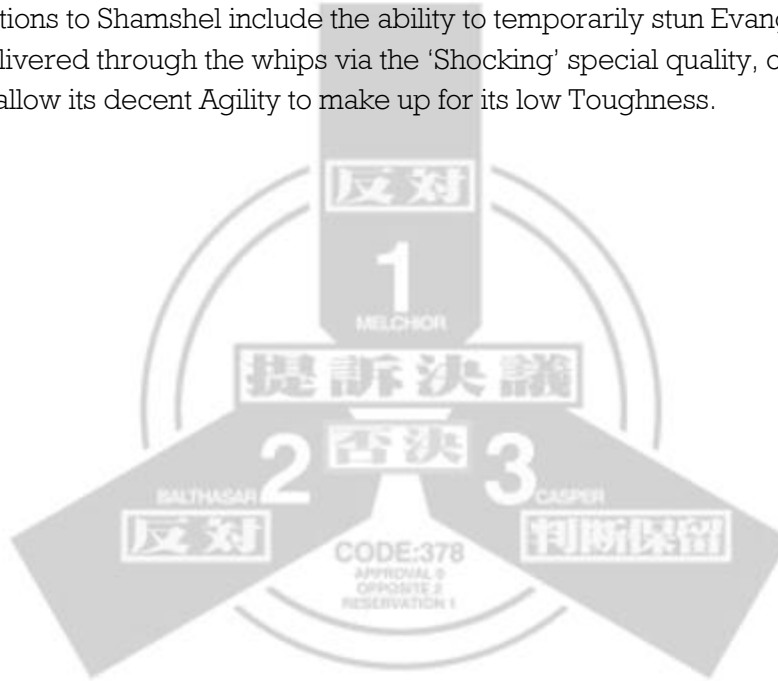 tions to Shamshel include the ability to temporarily stun Evang
livered through the whips via the ‘Shocking’ special quality, o
allow its decent Agility to make up for its low Toughness.
反対
1
MELCHIOR
提訴決議
否決
2
BALTHASAR
反対
3
CASPER
判断保留
CODE:378
APPROVAL 0
OPPOSITE 2
RESERVATION 1